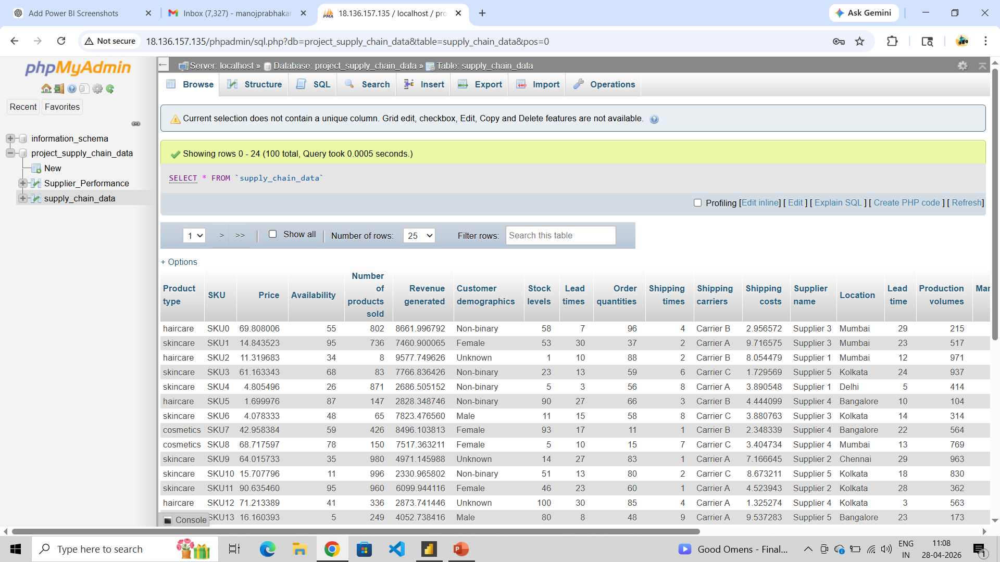 Add Power BI Screenshots
Inbox (7,327) - manojprabhakar
18.136.157.135 / localhost / pro
Ask Gemini
Not secure
18.136.157.135/phpadmin/sql.php?db=project_supply_chain_data&table=supply_chain_data&pos=0
phpMyAdmin
Recent
Favorites
information_schema
project_supply_chain_data
New
Supplier_Performance
supply_chain_data
Server: localhost » Database: project_supply_chain_data » Table: supply_chain_data
Browse Structure SQL Search Insert Export Import Operations
Current selection does not contain a unique column. Grid edit, checkbox, Edit, Copy and Delete features are not available.
Showing rows 0 - 24 (100 total, Query took 0.0005 seconds.)
SELECT * FROM `supply_chain_data`
Profiling [Edit inline] [ Edit ] [ Explain SQL ] [ Create PHP code ] [ Refresh]
1 > >> Show all Number of rows: 25 Filter rows: Search this table
+ Options
Product type SKU Price Availability Number of products sold Revenue generated Customer demographics Stock levels Lead times Order quantities Shipping times Shipping carriers Shipping costs Supplier name Location Lead time Production volumes Mar
haircare SKU0 69.808006 55 802 8661.996792 Non-binary 58 7 96 4 Carrier B 2.956572 Supplier 3 Mumbai 29 215
skincare SKU1 14.843523 95 736 7460.900065 Female 53 30 37 2 Carrier A 9.716575 Supplier 3 Mumbai 23 517
haircare SKU2 11.319683 34 8 9577.749626 Unknown 1 10 88 2 Carrier B 8.054479 Supplier 1 Mumbai 12 971
skincare SKU3 61.163343 68 83 7766.836426 Non-binary 23 13 59 6 Carrier C 1.729569 Supplier 5 Kolkata 24 937
skincare SKU4 4.805496 26 871 2686.505152 Non-binary 5 3 56 8 Carrier A 3.890548 Supplier 1 Delhi 5 414
haircare SKU5 1.699976 87 147 2828.348746 Non-binary 90 27 66 3 Carrier B 4.444099 Supplier 4 Bangalore 10 104
skincare SKU6 4.078333 48 65 7823.476560 Male 11 15 58 8 Carrier C 3.880763 Supplier 3 Kolkata 14 314
cosmetics SKU7 42.958384 59 426 8496.103813 Female 93 17 11 1 Carrier B 2.348339 Supplier 4 Bangalore 22 564
cosmetics SKU8 68.717597 78 150 7517.363211 Female 5 10 15 7 Carrier C 3.404734 Supplier 4 Mumbai 13 769
skincare SKU9 64.015733 35 980 4971.145988 Unknown 14 27 83 1 Carrier A 7.166645 Supplier 2 Chennai 29 963
skincare SKU10 15.707796 11 996 2330.965802 Non-binary 51 13 80 2 Carrier C 8.673211 Supplier 5 Kolkata 18 830
skincare SKU11 90.635460 95 960 6099.944116 Female 46 23 60 1 Carrier A 4.523943 Supplier 2 Kolkata 28 362
haircare SKU12 71.213389 41 336 2873.741446 Unknown 100 30 85 4 Carrier A 1.325274 Supplier 4 Kolkata 3 563
SKU13 16.160393 5 249 4052.738416 Male 80 8 48 9 Carrier A 9.537283 Supplier 5 Bangalore 23 173
Console
Type here to search
Good Omens - Final...
ENG
IN
11:08
28-04-2026
1